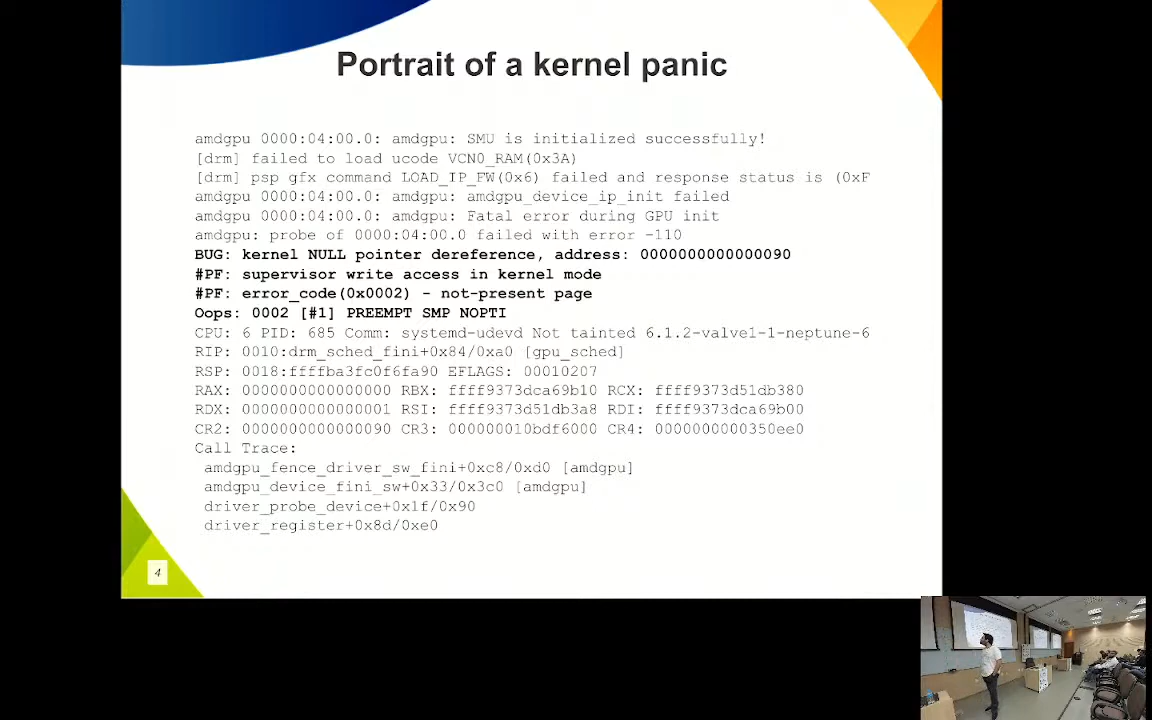 Portrait of a kernel panic
amdgpu 0000:04:00.0: amdgpu: SMU is initialized successfully!
[drm] failed to load ucode VCN0_RAM(0x3A)
[drm] psp gfx command LOAD_IP_FW(0x6) failed and response status is (0xF
amdgpu 0000:04:00.0: amdgpu: amdgpu_device_ip_init failed
amdgpu 0000:04:00.0: amdgpu: Fatal error during GPU init
amdgpu: probe of 0000:04:00.0 failed with error -110
BUG: kernel NULL pointer dereference, address: 0000000000000090
#PF: supervisor write access in kernel mode
#PF: error_code(0x0002) - not-present page
Oops: 0002 [#1] PREEMPT SMP NOPTI
CPU: 6 PID: 685 Comm: systemd-udevd Not tainted 6.1.2-valve1-1-neptune-6
RIP: 0010:drm_sched_fini+0x84/0xa0 [gpu_sched]
RSP: 0018:ffffba3fc0f6fa90 EFLAGS: 00010207
RAX: 0000000000000000 RBX: ffff9373dca69b10 RCX: ffff9373d51db380
RDX: 0000000000000001 RSI: ffff9373d51db3a8 RDI: ffff9373dca69b00
CR2: 0000000000000090 CR3: 000000010bdf6000 CR4: 0000000000350ee0
Call Trace:
amdgpu_fence_driver_sw_fini+0xc8/0xd0 [amdgpu]
amdgpu_device_fini_sw+0x33/0x3c0 [amdgpu]
driver_probe_device+0x1f/0x90
driver_register+0x8d/0xe0
4